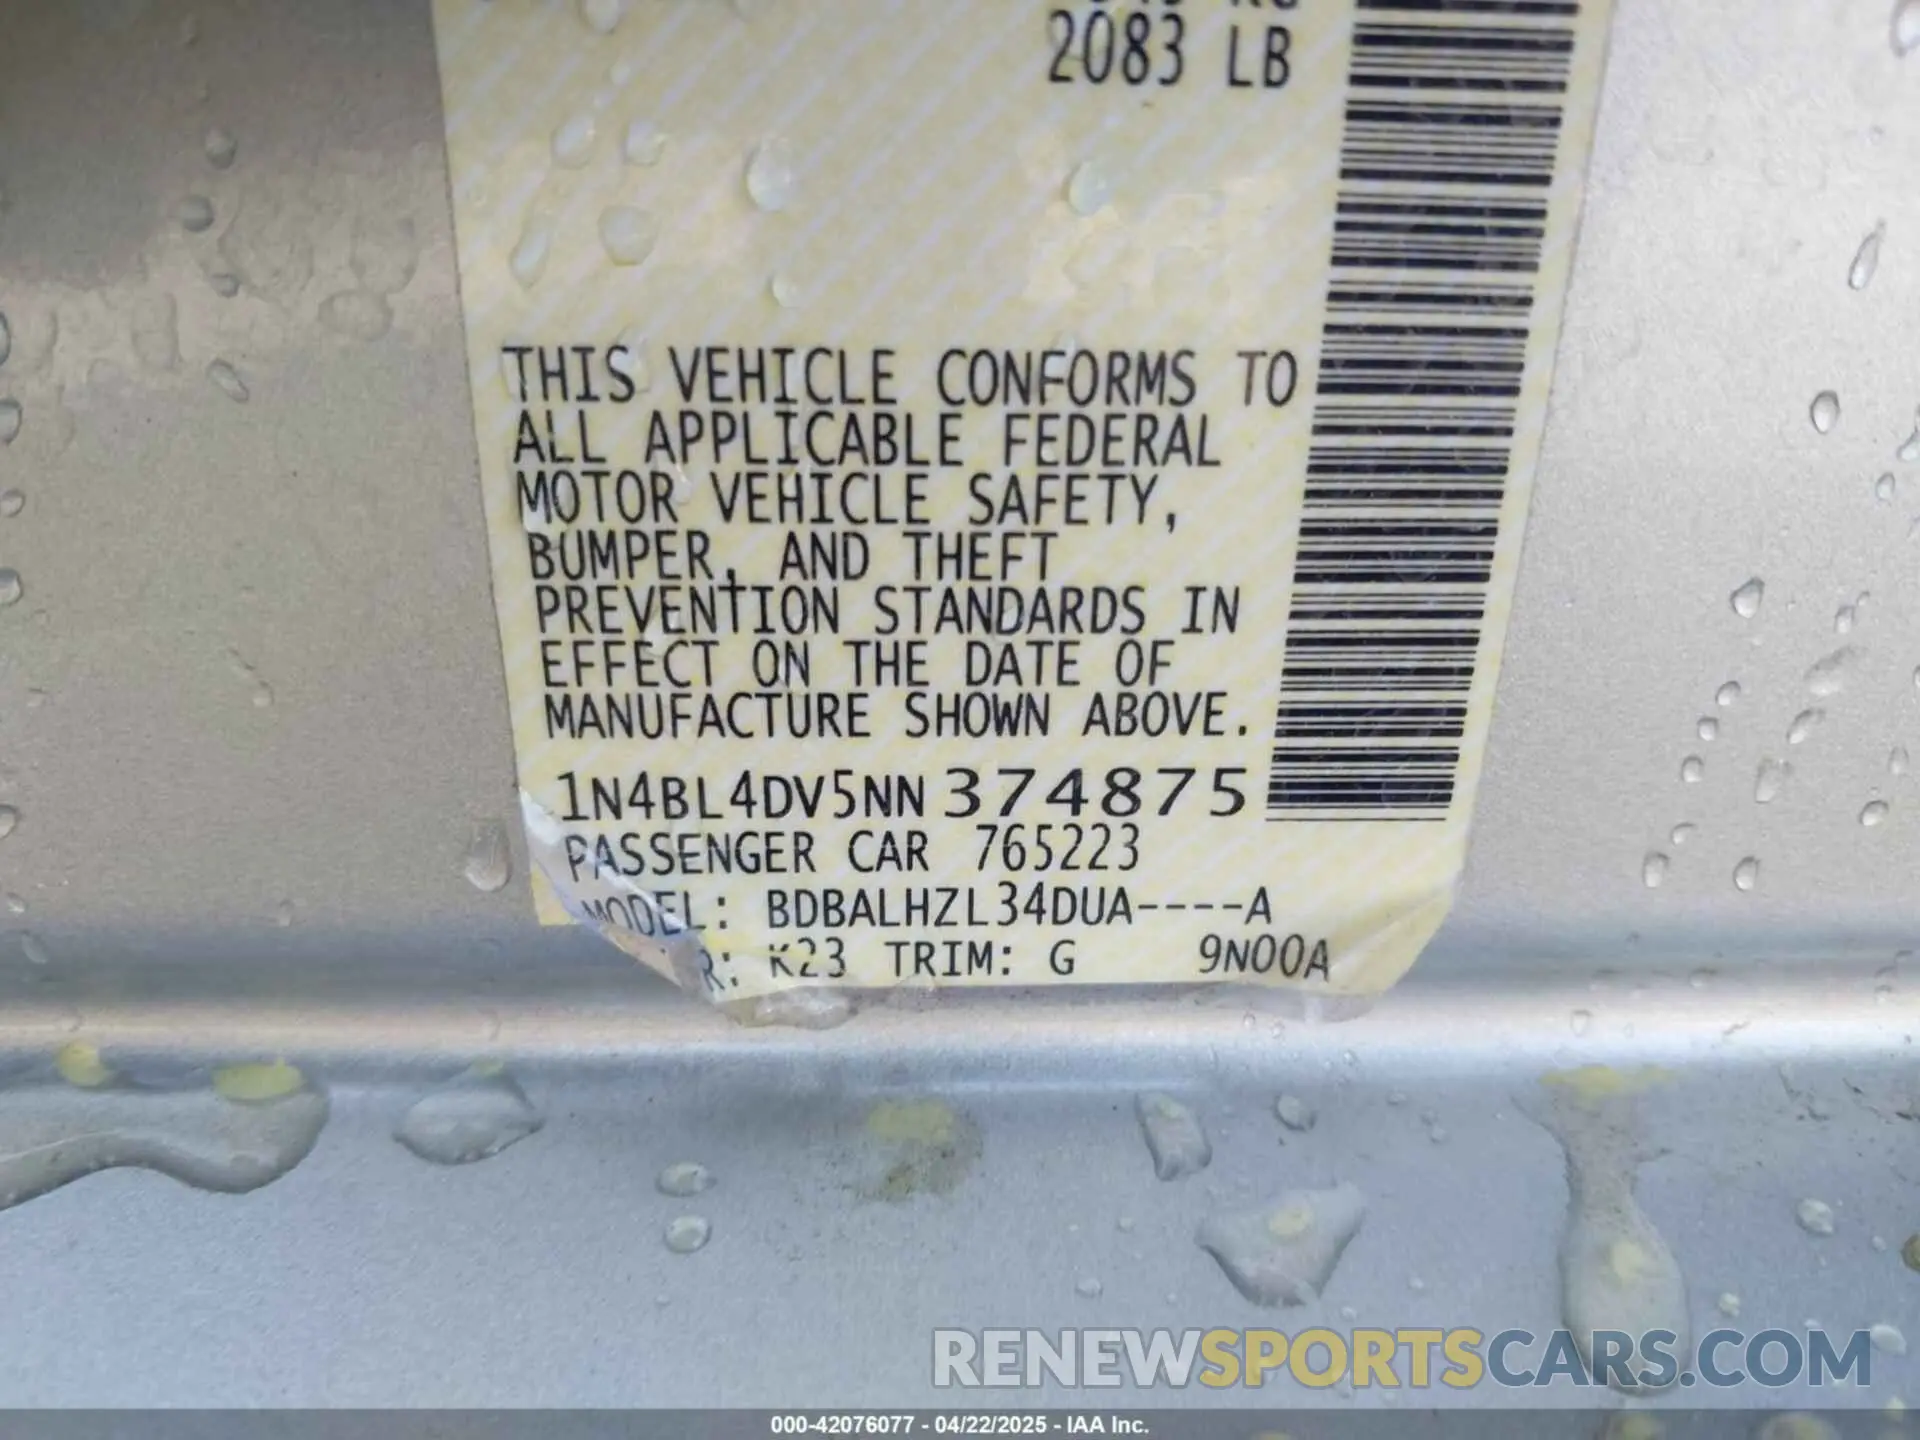 2083 LB
THIS VEHICLE CONFORMS TO
ALL APPLICABLE FEDERAL
MOTOR VEHICLE SAFETY,
BUMPER, AND THEFT
PREVENTION STANDARDS IN
EFFECT ON THE DATE OF
MANUFACTURE SHOWN ABOVE.
1N4BL4DV5NN374875
PASSENGER CAR 765223
MODEL: BDBALHZL34DUA----A
K23 TRIM: G 9N00A
RENEWSPORTSCARS.COM
000-42076077 - 04/22/2025 - IAA Inc.